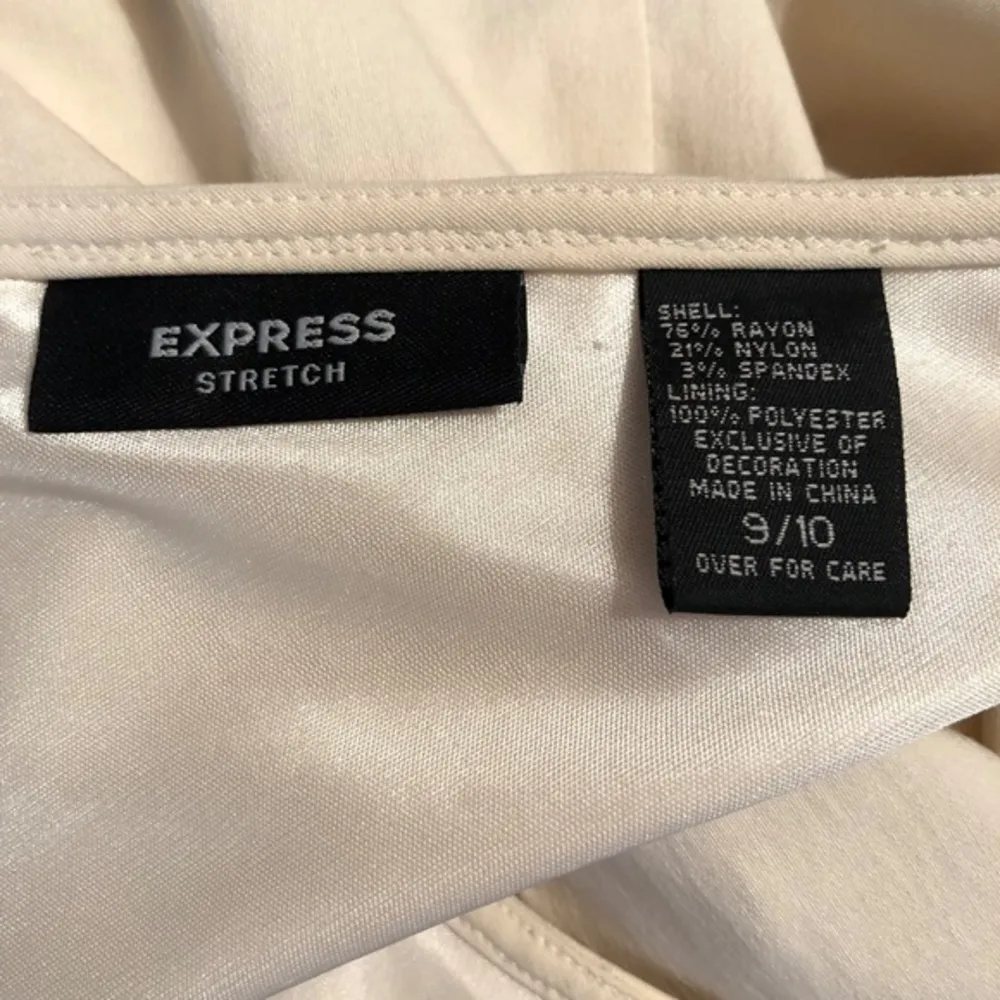 EXPRESS
STRETCH
SHELL:
76% RAYON
21% NYLON
3% SPANDEX
LINING:
100% POLYESTER
EXCLUSIVE OF
DECORATION
MADE IN CHINA
9/10
OVER FOR CARE